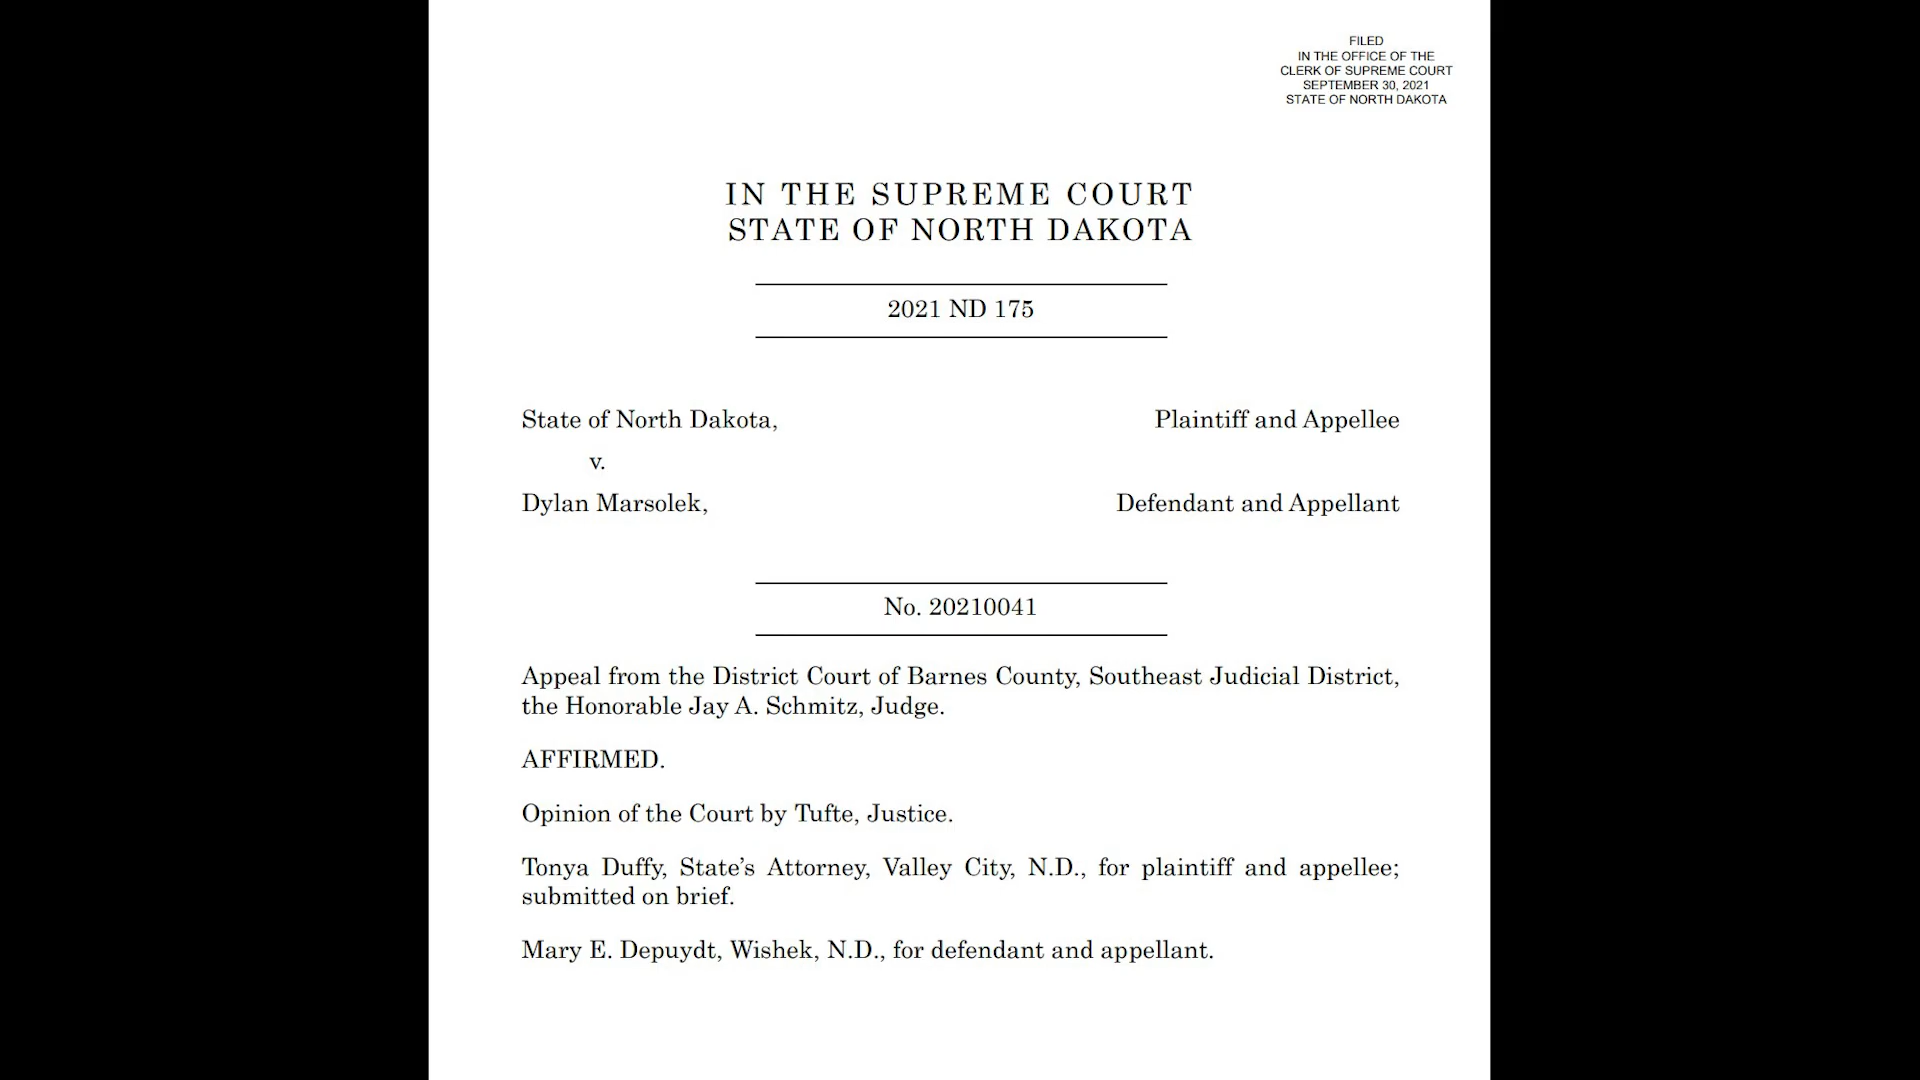 FILED
IN THE OFFICE OF THE
CLERK OF SUPREME COURT
SEPTEMBER 30, 2021
STATE OF NORTH DAKOTA
IN THE SUPREME COURT
STATE OF NORTH DAKOTA
2021 ND 175
State of North Dakota, Plaintiff and Appellee
v.
Dylan Marsolek, Defendant and Appellant
No. 20210041
Appeal from the District Court of Barnes County, Southeast Judicial District,
the Honorable Jay A. Schmitz, Judge.
AFFIRMED.
Opinion of the Court by Tufte, Justice.
Tonya Duffy, State’s Attorney, Valley City, N.D., for plaintiff and appellee;
submitted on brief.
Mary E. Depuydt, Wishek, N.D., for defendant and appellant.